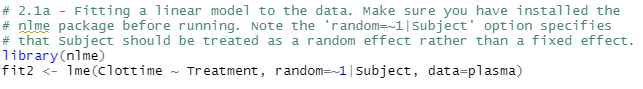 # 2.1a - Fitting a linear model to the data. Make sure you have installed the
# nlme package before running. Note the 'random=~1|Subject' option specifies
# that Subject should be treated as a random effect rather than a fixed effect.
library(nlme)
fit2 <- lme(Clottime ~ Treatment, random=~1|Subject, data=plasma)